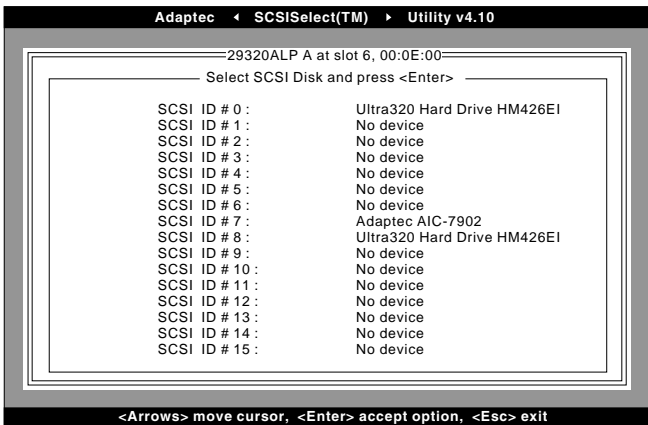 Adaptec ◂ SCSISelect(TM) ▸ Utility v4.10
29320ALP A at slot 6, 00:0E:00
Select SCSI Disk and press <Enter>
SCSI ID # 0 : Ultra320 Hard Drive HM426EI
SCSI ID # 1 : No device
SCSI ID # 2 : No device
SCSI ID # 3 : No device
SCSI ID # 4 : No device
SCSI ID # 5 : No device
SCSI ID # 6 : No device
SCSI ID # 7 : Adaptec AIC-7902
SCSI ID # 8 : Ultra320 Hard Drive HM426EI
SCSI ID # 9 : No device
SCSI ID # 10 : No device
SCSI ID # 11 : No device
SCSI ID # 12 : No device
SCSI ID # 13 : No device
SCSI ID # 14 : No device
SCSI ID # 15 : No device
<Arrows> move cursor, <Enter> accept option, <Esc> exit